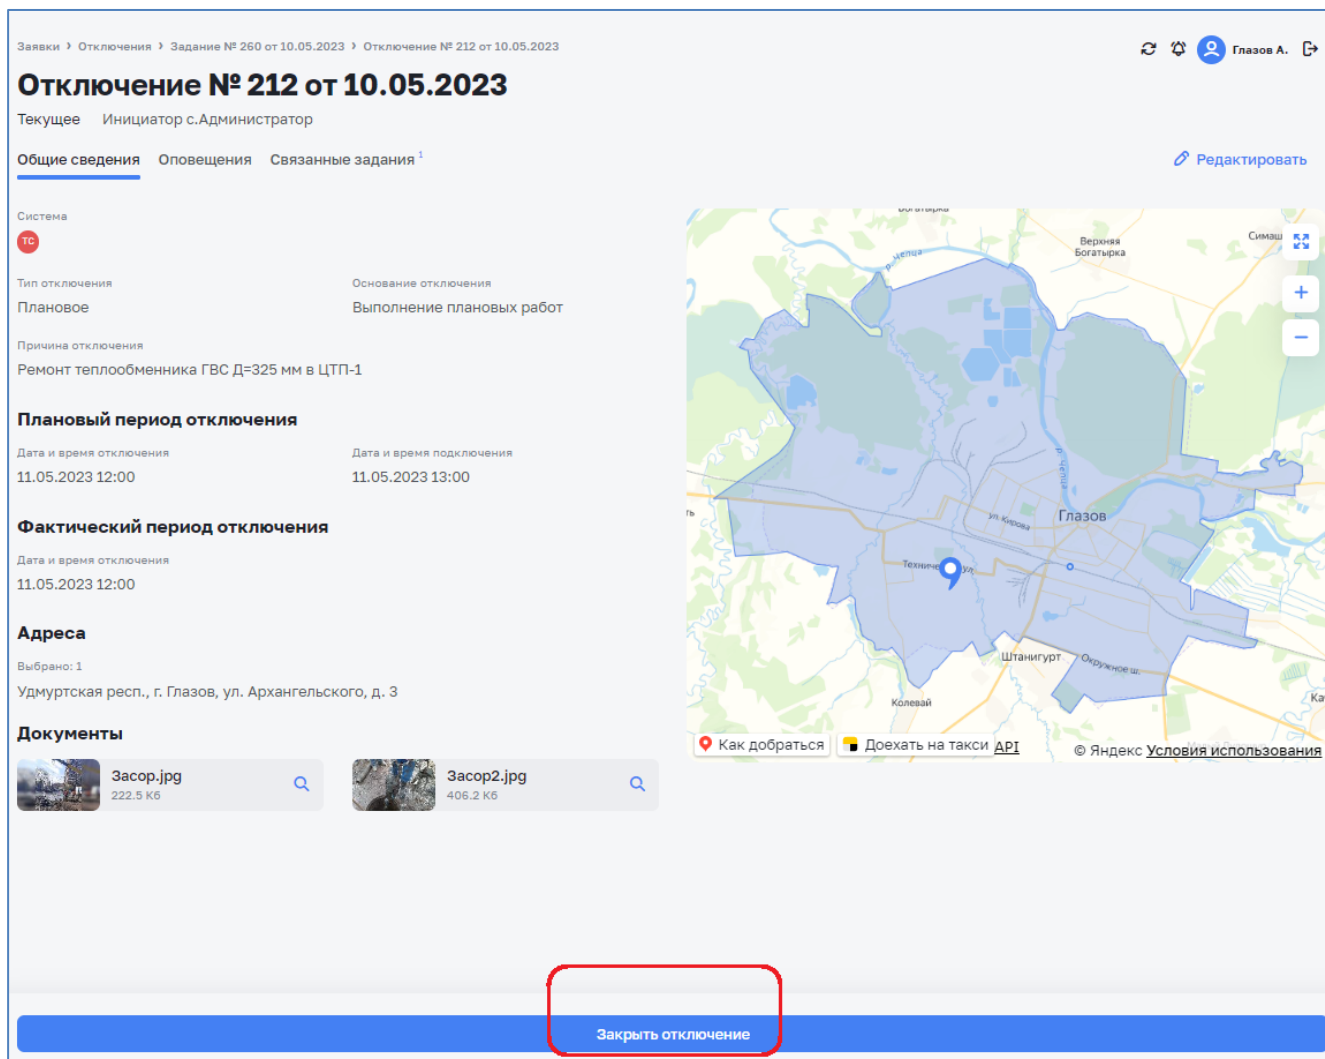 Заявки › Отключения › Задание № 260 от 10.05.2023 › Отключение № 212 от 10.05.2023
Глазов А.
Отключение № 212 от 10.05.2023
Текущее Инициатор с.Администратор
Общие сведения Оповещения Связанные задания 1
Редактировать
Система
ТС
Тип отключения Основание отключения
Плановое Выполнение плановых работ
Причина отключения
Ремонт теплообменника ГВС Д=325 мм в ЦТП-1
Плановый период отключения
Дата и время отключения Дата и время подключения
11.05.2023 12:00 11.05.2023 13:00
Фактический период отключения
Дата и время отключения
11.05.2023 12:00
Адреса
Выбрано: 1
Удмуртская респ., г. Глазов, ул. Архангельского, д. 3
Документы
Засор.jpg
222.5 Кб
Засор2.jpg
406.2 Кб
Богатырка
Верхняя
Богатырка
Симаш
+
−
р. Чепца
р. Чепца
ул. Кирова
Глазов
ул.
Штанигурт
Окружное ш.
Колевай
Ка
Как добраться
Доехать на такси
API
© Яндекс Условия использования
Закрыть отключение